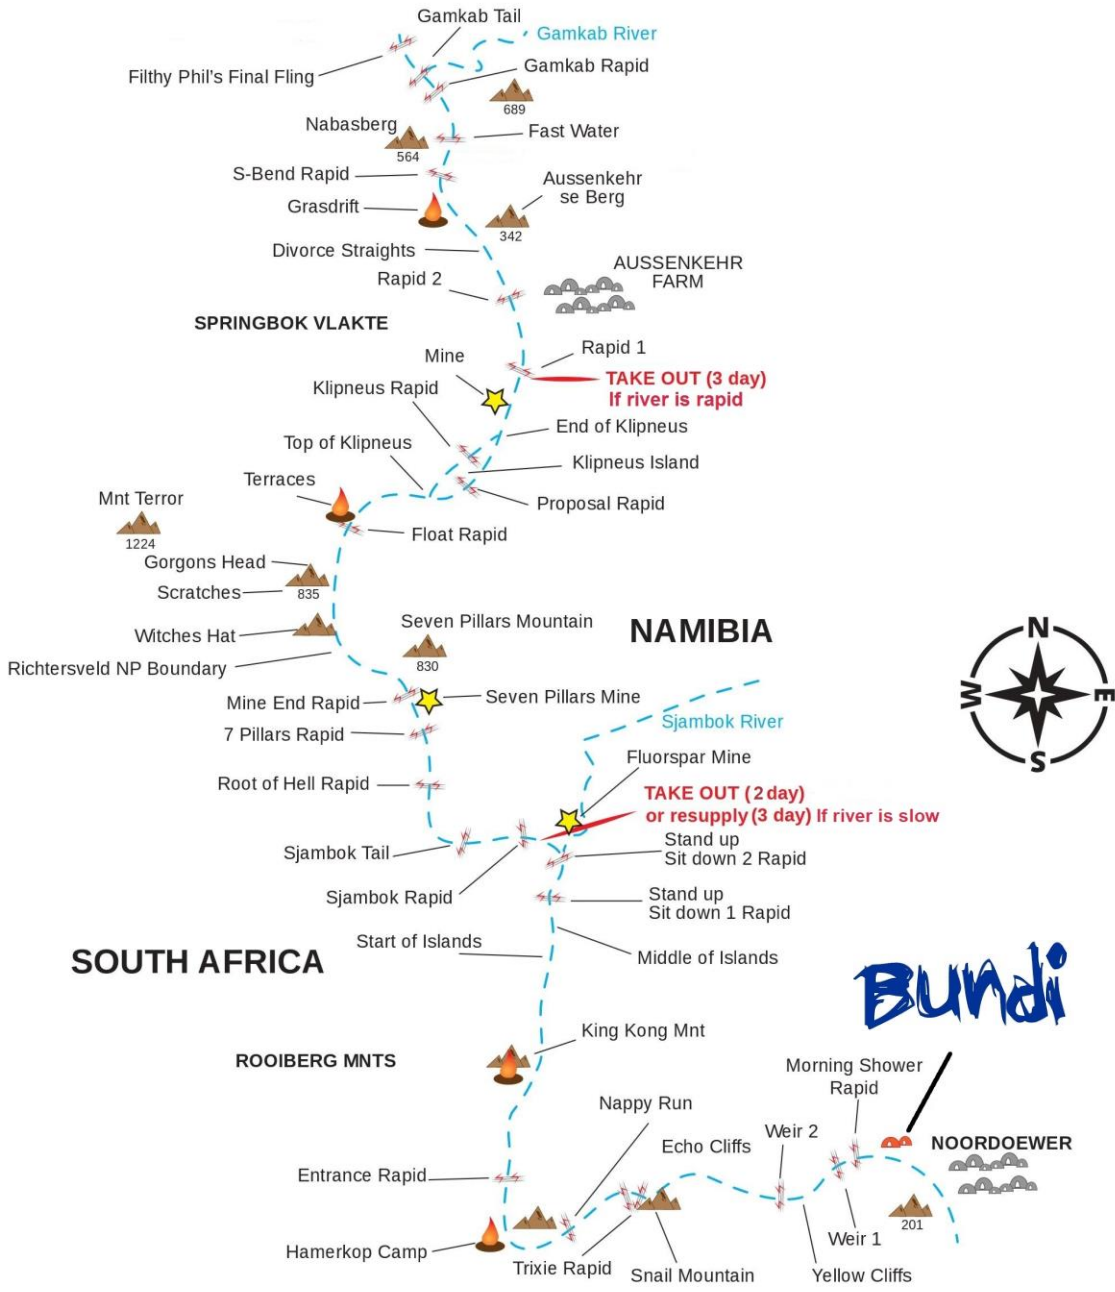 Gamkab Tail
Gamkab River
Filthy Phil's Final Fling
Gamkab Rapid
689
Nabasberg
564
Fast Water
S-Bend Rapid
Aussenkehr
se Berg
Grasdrift
342
Divorce Straights
AUSSENKEHR
FARM
Rapid 2
SPRINGBOK VLAKTE
Rapid 1
Mine
TAKE OUT (3 day)
If river is rapid
Klipneus Rapid
End of Klipneus
Top of Klipneus
Klipneus Island
Terraces
Mnt Terror
1224
Proposal Rapid
Float Rapid
Gorgons Head
Scratches
835
Witches Hat
Seven Pillars Mountain
830
NAMIBIA
N
W
E
S
Richtersveld NP Boundary
Mine End Rapid
Seven Pillars Mine
Sjambok River
7 Pillars Rapid
Fluorspar Mine
Root of Hell Rapid
TAKE OUT (2 day)
or resupply (3 day) If river is slow
Stand up
Sit down 2 Rapid
Sjambok Tail
Sjambok Rapid
Stand up
Sit down 1 Rapid
Start of Islands
Middle of Islands
SOUTH AFRICA
Bundi
King Kong Mnt
ROOIBERG MNTS
Morning Shower
Rapid
Nappy Run
Weir 2
Echo Cliffs
NOORDOEWER
Entrance Rapid
201
Weir 1
Hamerkop Camp
Trixie Rapid
Snail Mountain
Yellow Cliffs